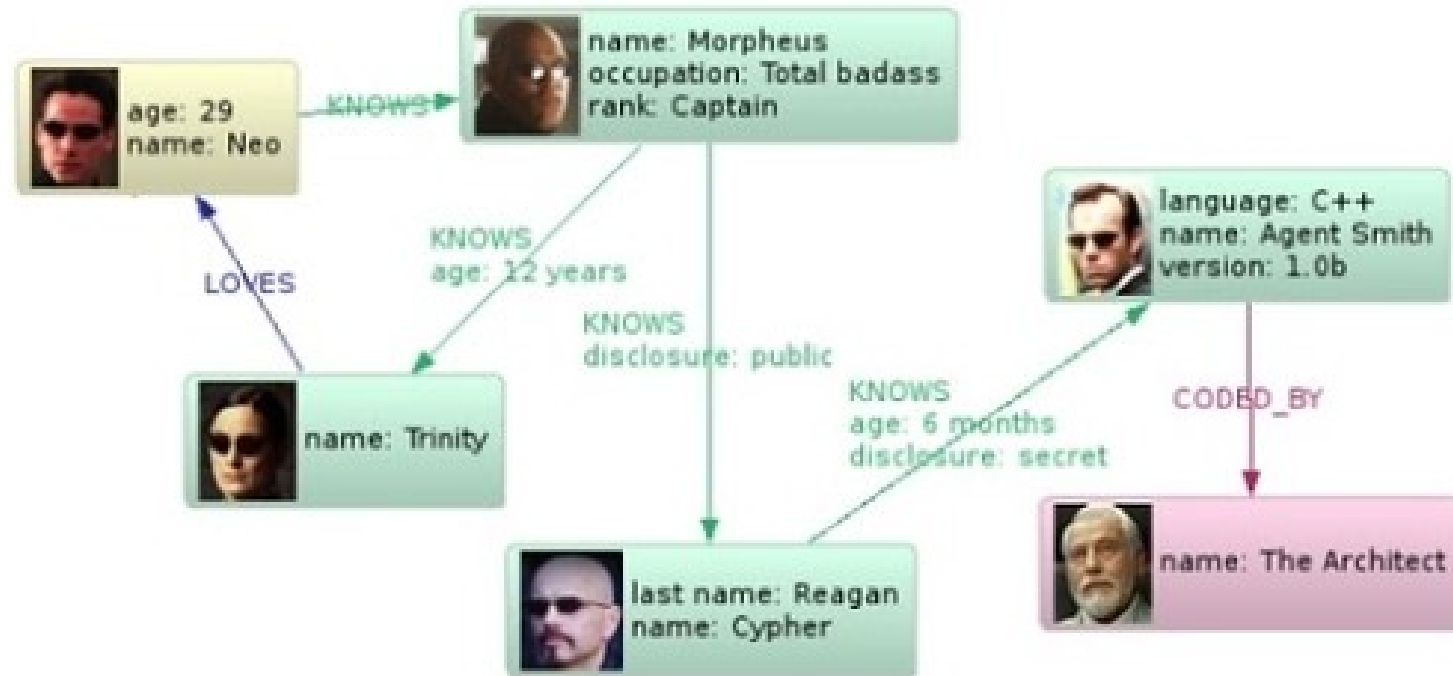 name: Morpheus
occupation: Total badass
rank: Captain
age: 29
name: Neo
KNOWS
language: C++
name: Agent Smith
version: 1.0b
KNOWS
age: 12 years
LOVES
KNOWS
disclosure: public
KNOWS
age: 6 months
disclosure: secret
CODED_BY
name: Trinity
name: The Architect
last name: Reagan
name: Cypher